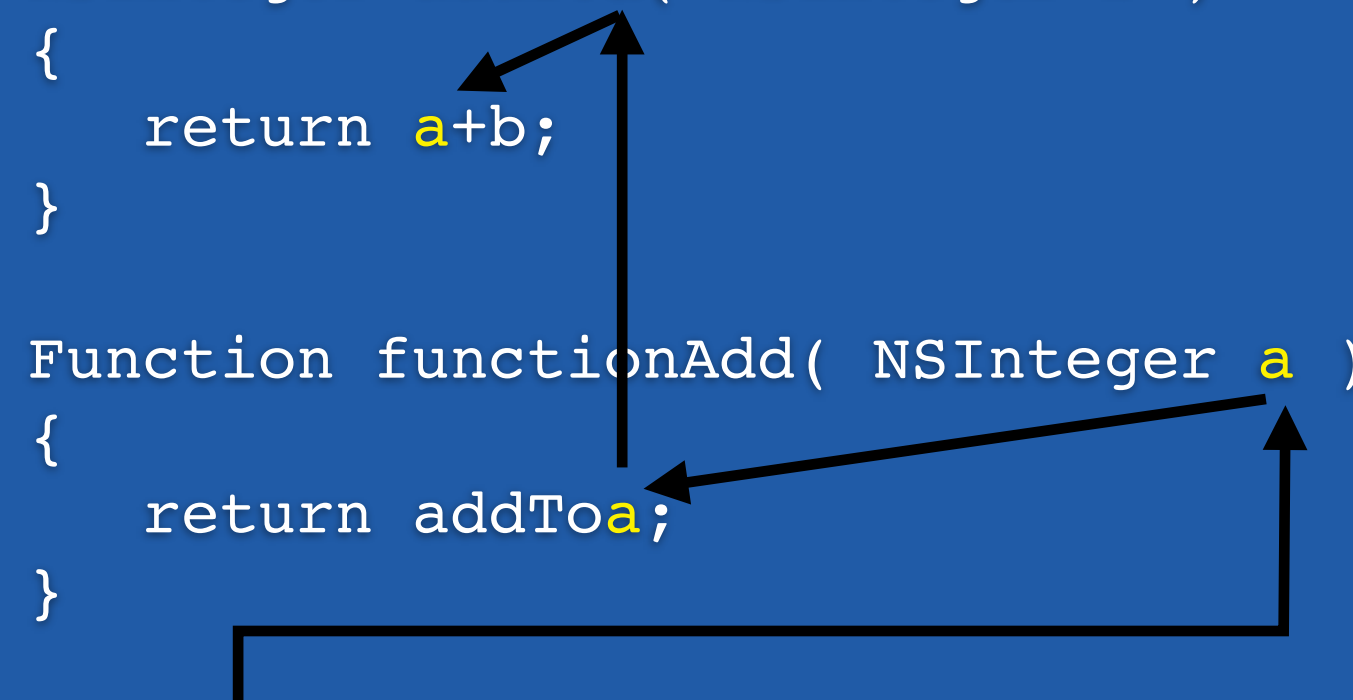 {
return a+b;
}
Function functionAdd( NSInteger a )
{
return addToa;
}